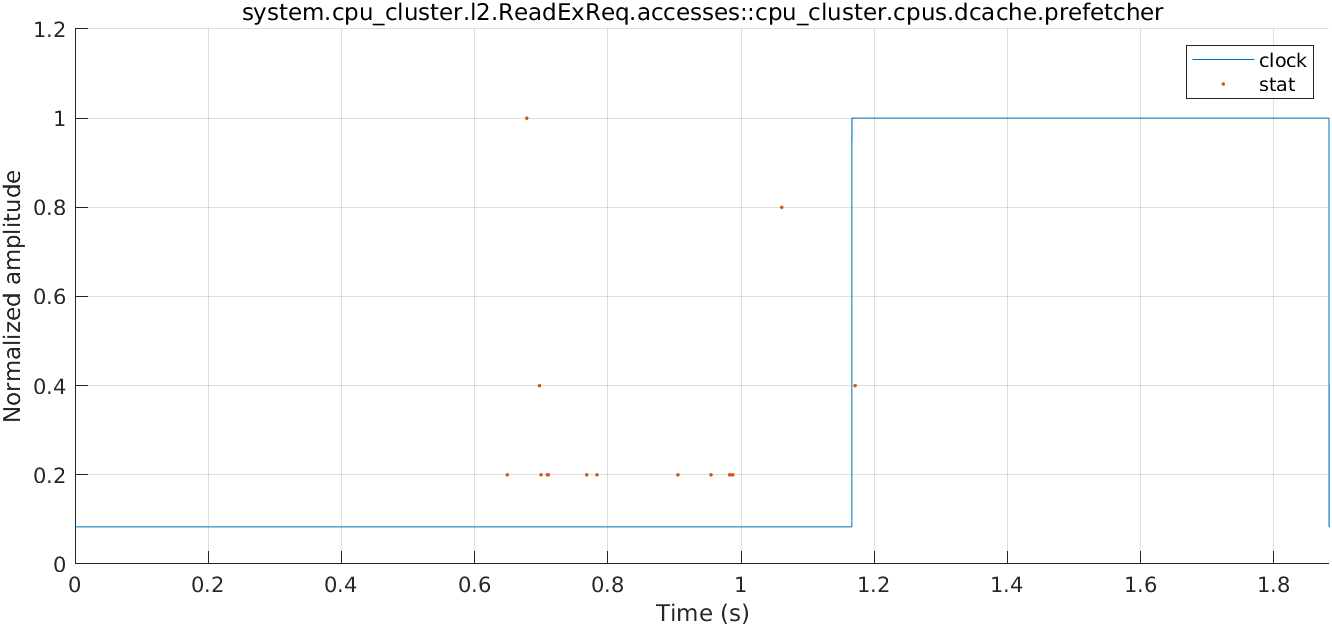 system.cpu_cluster.l2.ReadExReq.accesses::cpu_cluster.cpus.dcache.prefetcher
1.2
1
0.8
0.6
0.4
0.2
0
Normalized amplitude
clock
stat
0 0.2 0.4 0.6 0.8 1 1.2 1.4 1.6 1.8
Time (s)